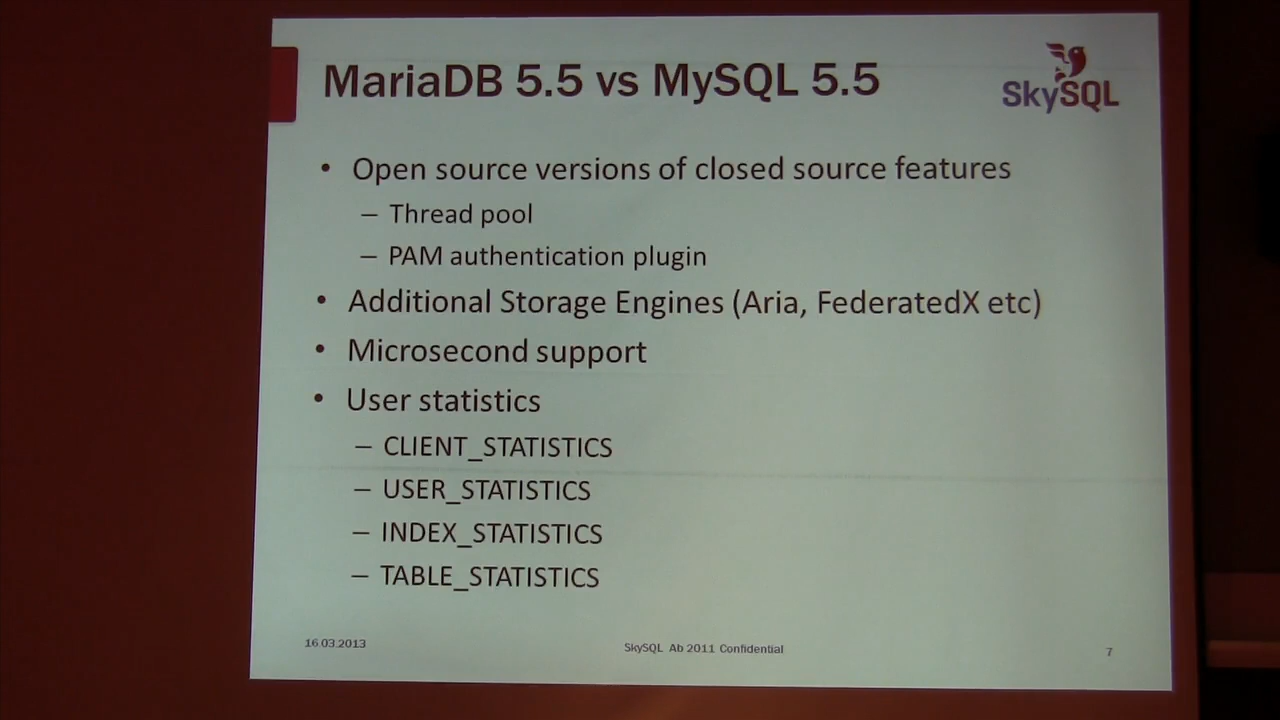 MariaDB 5.5 vs MySQL 5.5
SkySQL
• Open source versions of closed source features
– Thread pool
– PAM authentication plugin
• Additional Storage Engines (Aria, FederatedX etc)
• Microsecond support
• User statistics
– CLIENT_STATISTICS
– USER_STATISTICS
– INDEX_STATISTICS
– TABLE_STATISTICS
16.03.2013
SkySQL Ab 2011 Confidential
7